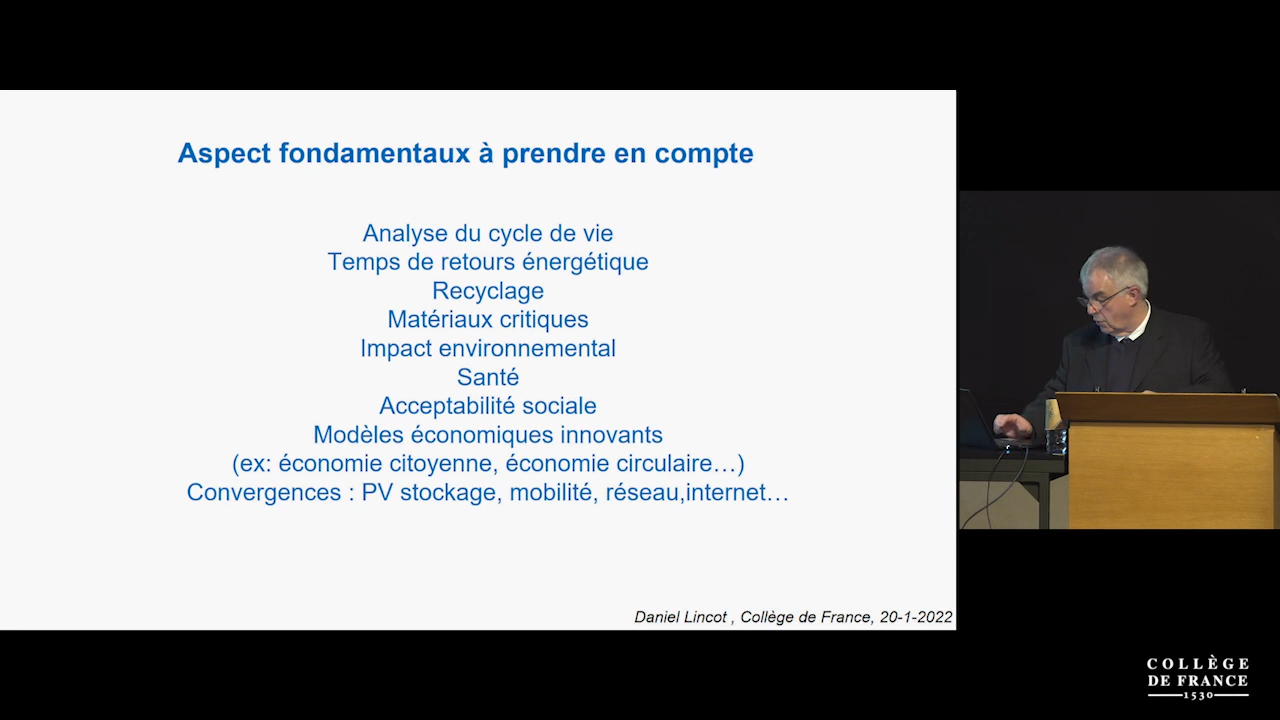 Aspect fondamentaux à prendre en compte
Analyse du cycle de vie
Temps de retours énergétique
Recyclage
Matériaux critiques
Impact environnemental
Santé
Acceptabilité sociale
Modèles économiques innovants
(ex: économie citoyenne, économie circulaire…)
Convergences : PV stockage, mobilité, réseau,internet…
Daniel Lincot , Collège de France, 20-1-2022
COLLÈGE
DE FRANCE
1530